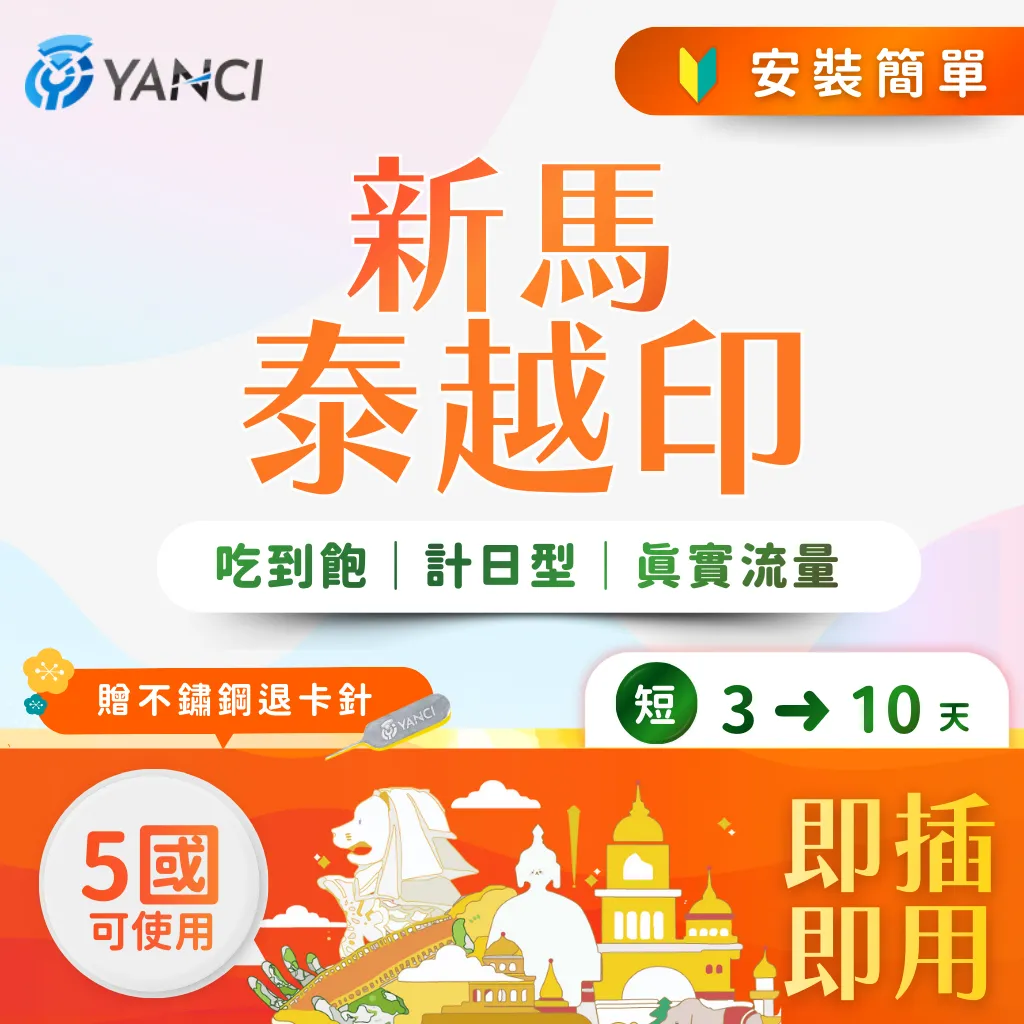 YANCI
安裝簡單
新馬
泰越印
吃到飽｜計日型｜真實流量
贈不鏽鋼退卡針
YANCI
短 3→10 天
5國
可使用
即插
即用